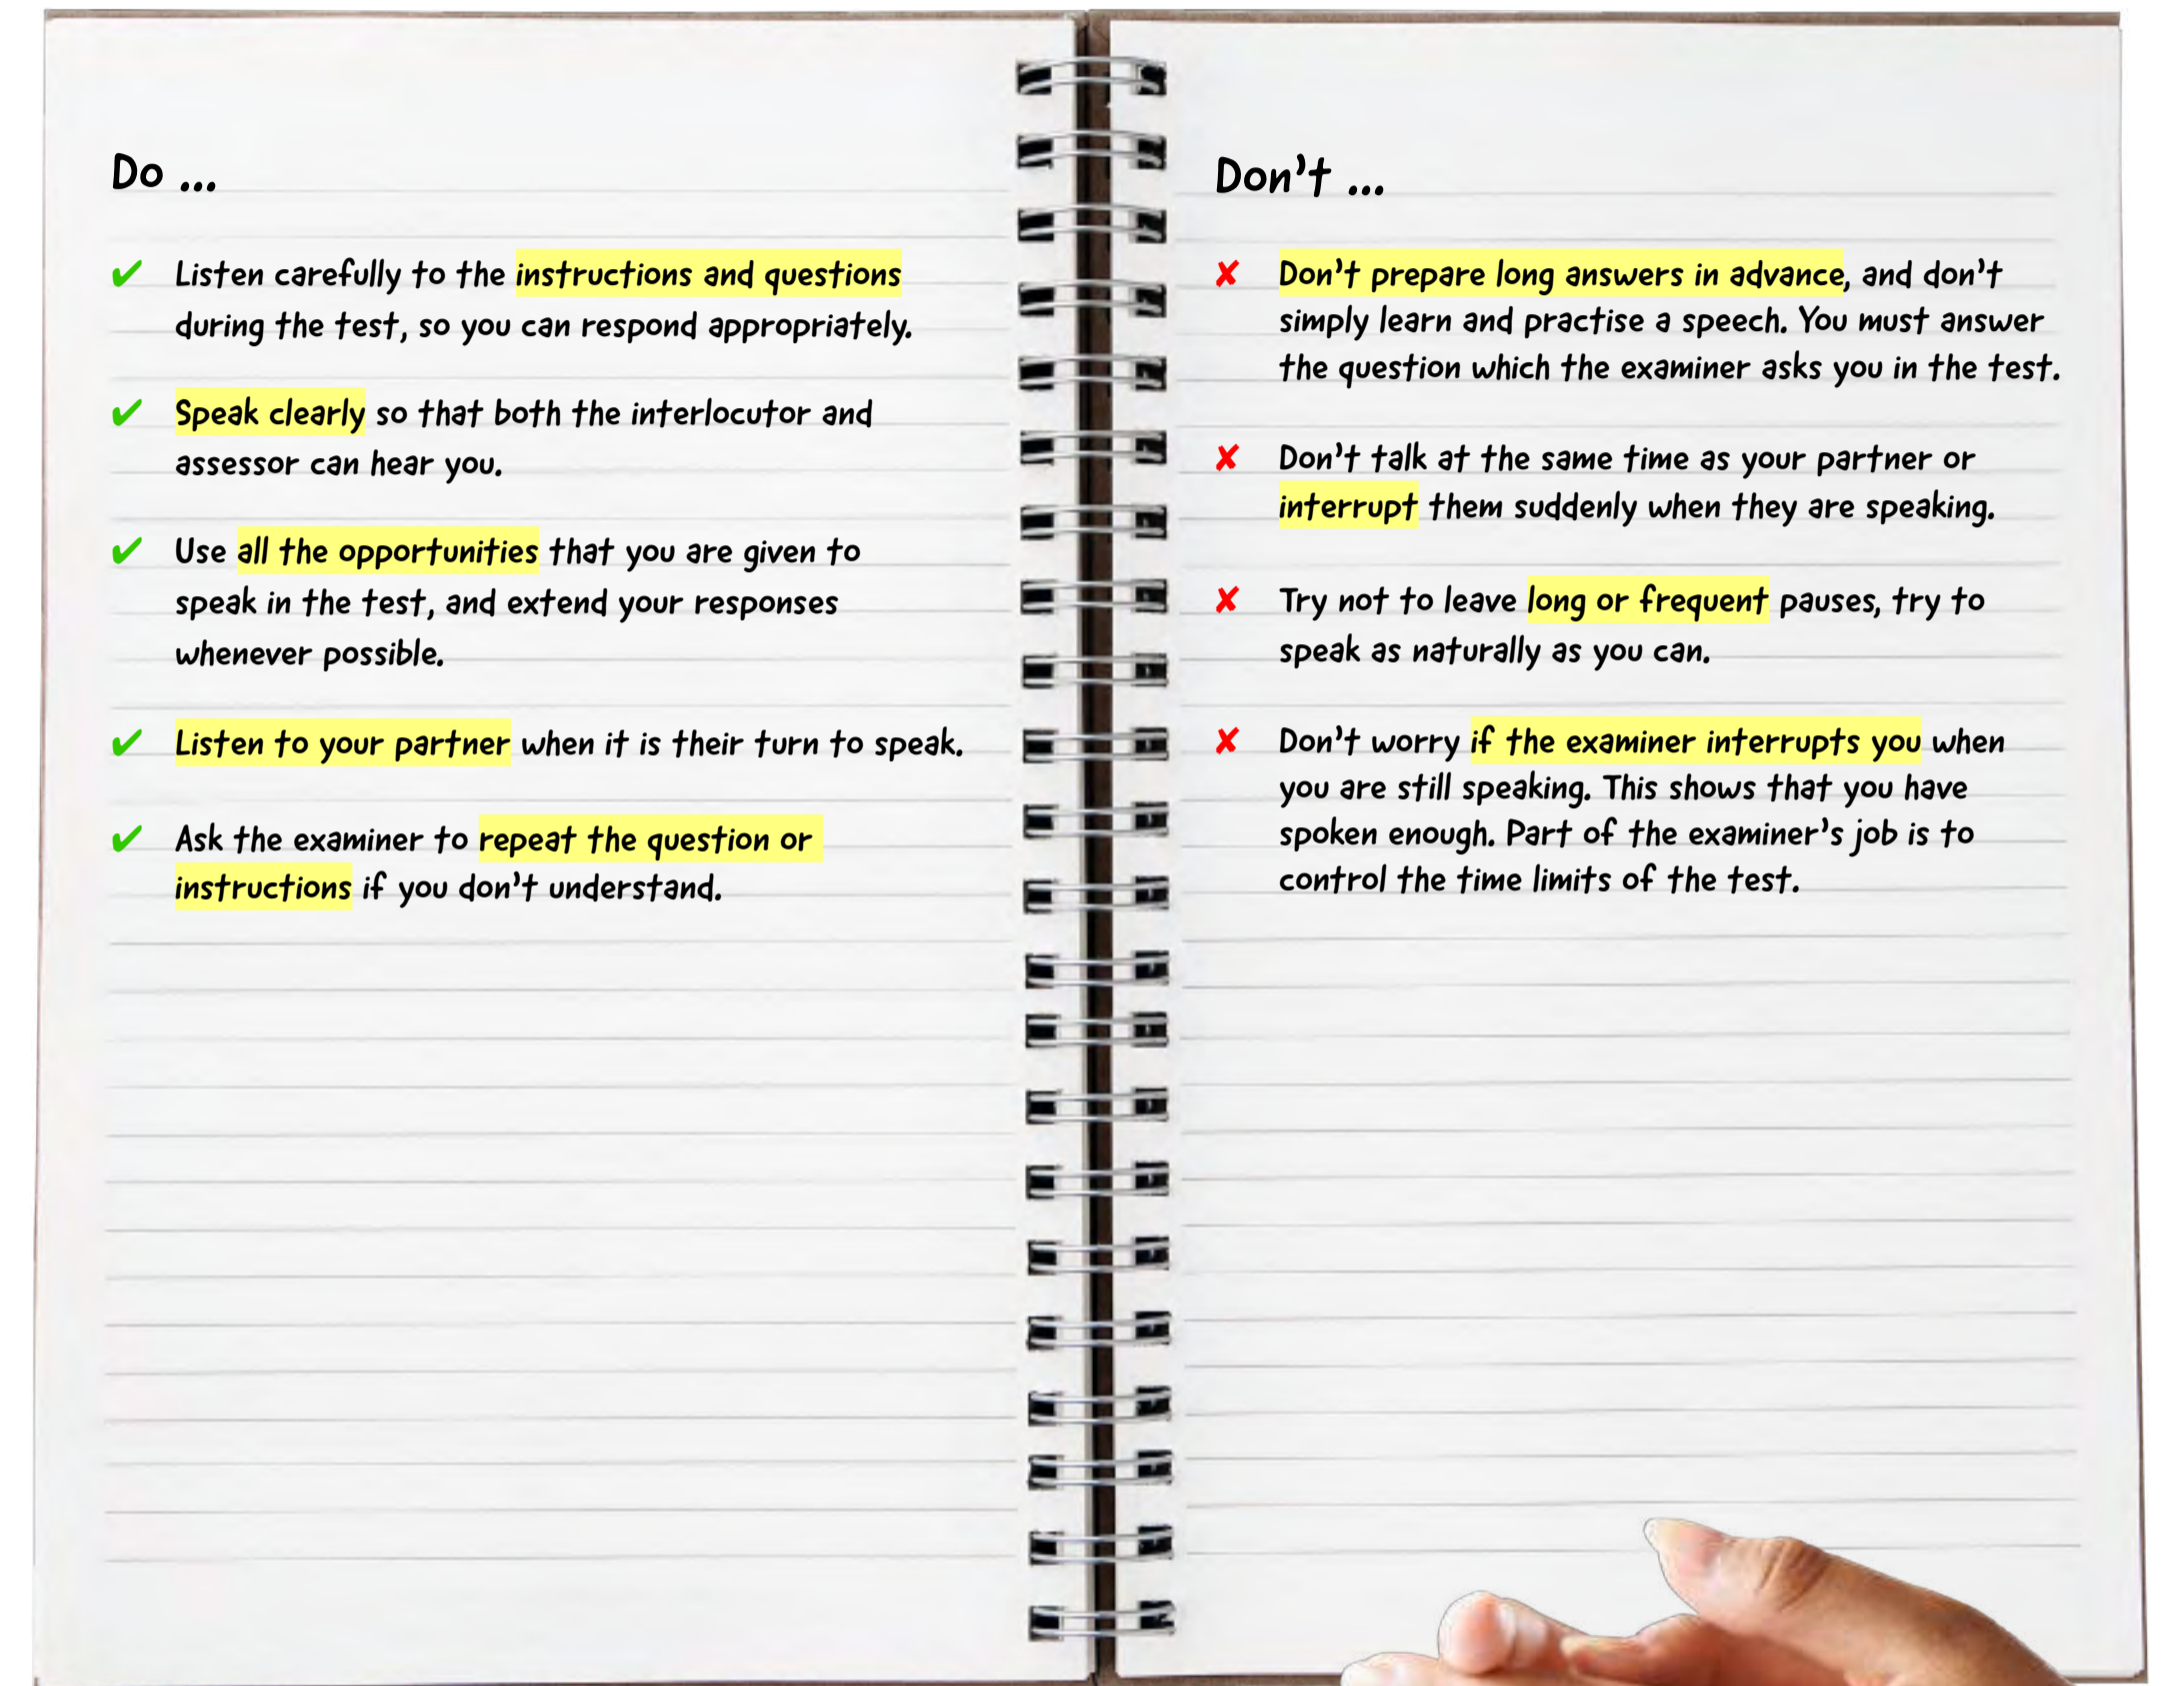 Do ...
✔ Listen carefully to the instructions and questions
during the test, so you can respond appropriately.
✔ Speak clearly so that both the interlocutor and
assessor can hear you.
✔ Use all the opportunities that you are given to
speak in the test, and extend your responses
whenever possible.
✔ Listen to your partner when it is their turn to speak.
✔ Ask the examiner to repeat the question or
instructions if you don't understand.
Don't ...
✘ Don't prepare long answers in advance, and don't
simply learn and practise a speech. You must answer
the question which the examiner asks you in the test.
✘ Don't talk at the same time as your partner or
interrupt them suddenly when they are speaking.
✘ Try not to leave long or frequent pauses, try to
speak as naturally as you can.
✘ Don't worry if the examiner interrupts you when
you are still speaking. This shows that you have
spoken enough. Part of the examiner's job is to
control the time limits of the test.